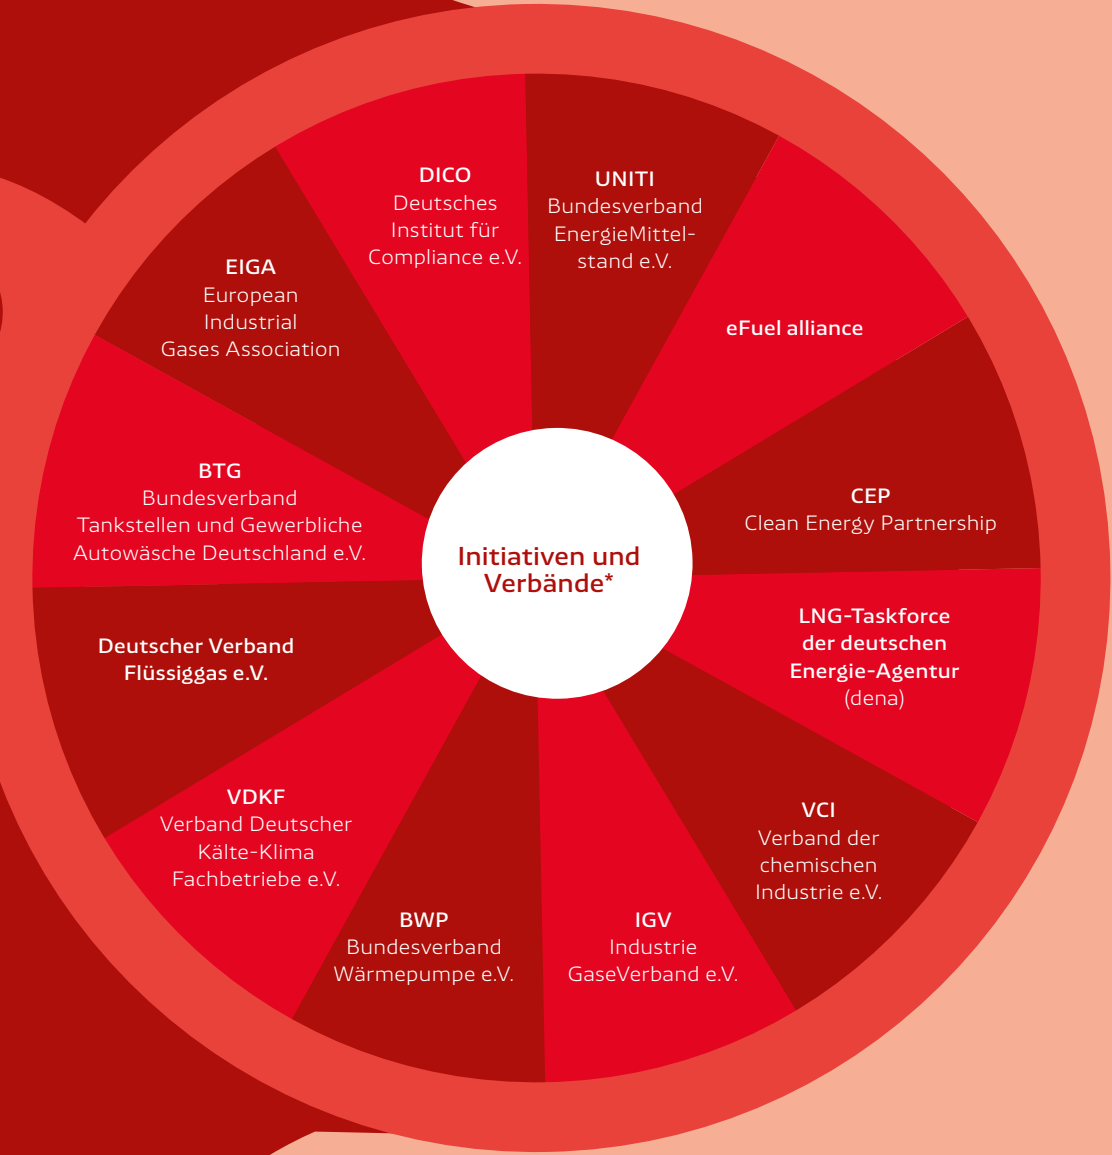 Initiativen und
Verbände*
UNITI
Bundesverband
EnergieMittel-
stand e.V.
eFuel alliance
CEP
Clean Energy Partnership
LNG-Taskforce
der deutschen
Energie-Agentur
(dena)
VCI
Verband der
chemischen
Industrie e.V.
IGV
Industrie
GaseVerband e.V.
BWP
Bundesverband
Wärmepumpe e.V.
VDKF
Verband Deutscher
Kälte-Klima
Fachbetriebe e.V.
Deutscher Verband
Flüssiggas e.V.
BTG
Bundesverband
Tankstellen und Gewerbliche
Autowäsche Deutschland e.V.
EIGA
European
Industrial
Gases Association
DICO
Deutsches
Institut für
Compliance e.V.